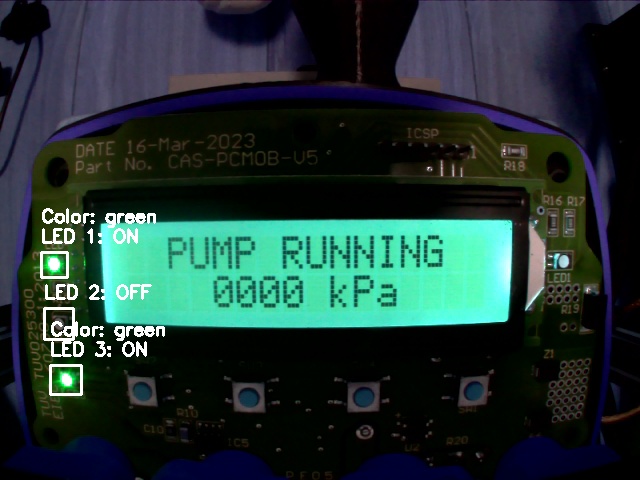 DATE 16-Mar-2023
Part No. CAS-PCMOB-V5
ICSP
R18
R16 R17
Color: green
LED 1: ON
PUMP RUNNING
0000 kPa
LED1
LED 2: OFF
R19
Color: green
LED 3: ON
Z1
R10
C10
IC5
R20